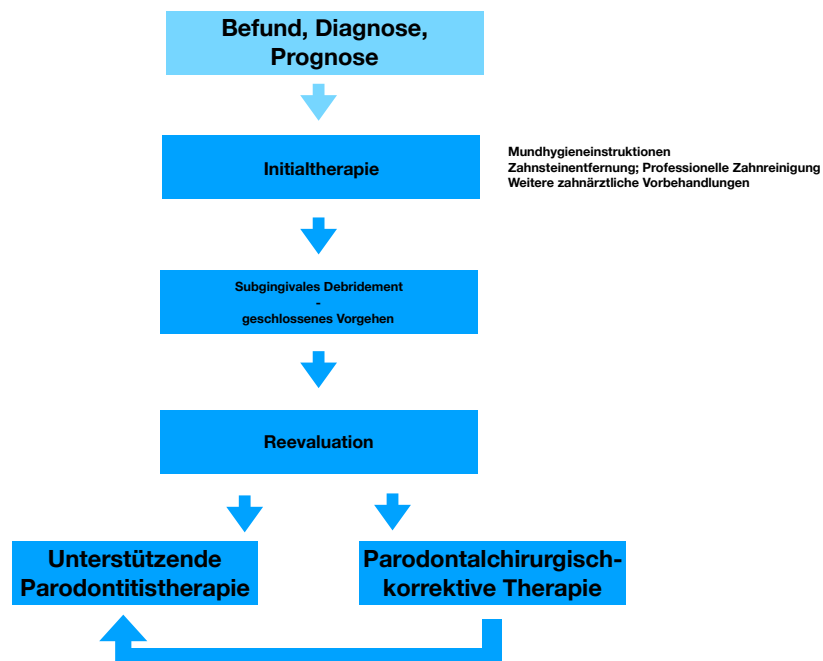 Befund, Diagnose,
Prognose
Initialtherapie
Mundhygieneinstruktionen
Zahnsteinentfernung; Professionelle Zahnreinigung
Weitere zahnärztliche Vorbehandlungen
Subgingivales Debridement
-
geschlossenes Vorgehen
Reevaluation
Unterstützende
Parodontitistherapie
Parodontalchirurgisch-
korrektive Therapie